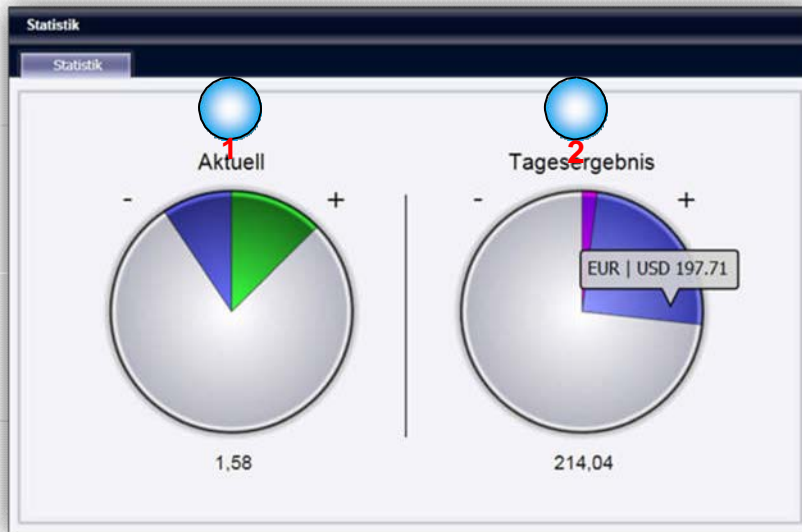 Statistik
Statistik
1
2
Aktuell
Tagesergebnis
- +
- +
EUR | USD 197.71
1,58
214,04